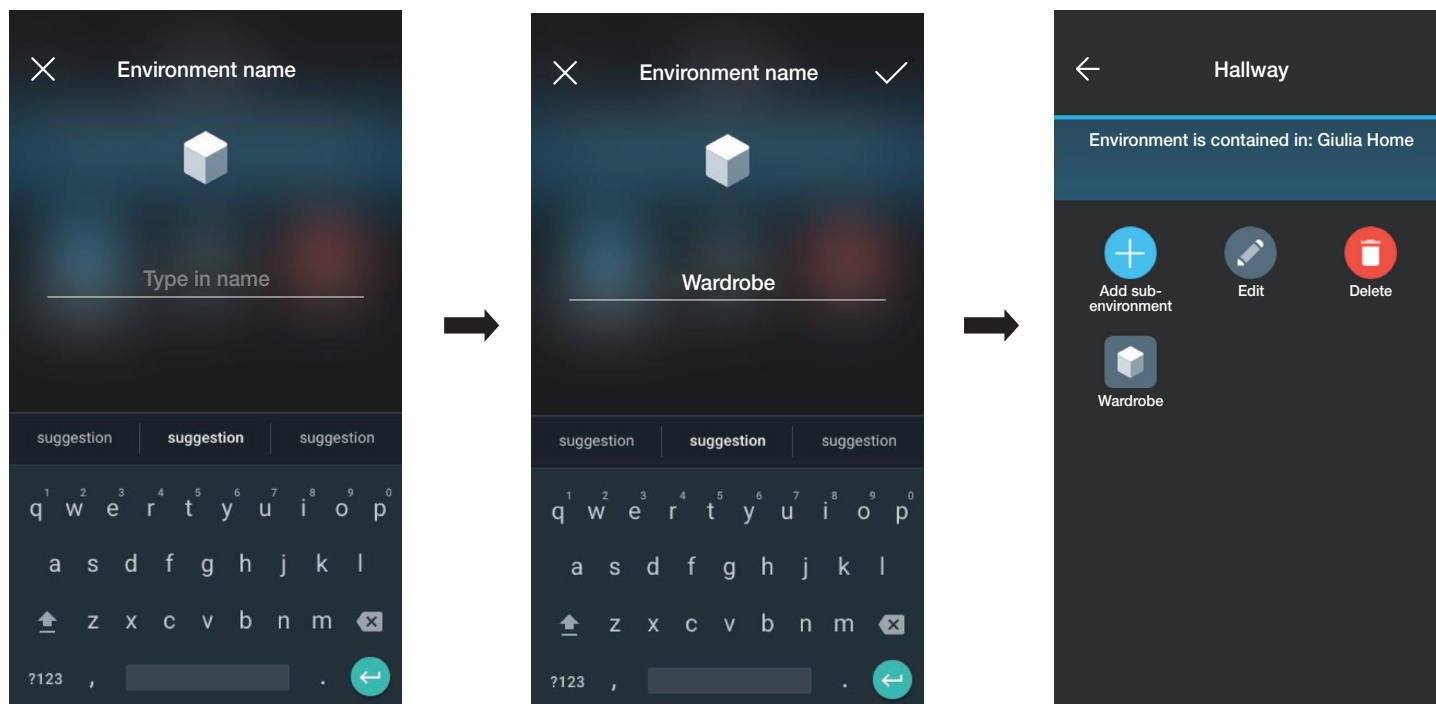 Environment name
Type in name
suggestion suggestion suggestion
1 2 3 4 5 6 7 8 9 0
q w e r t y u i o p
a s d f g h j k l
z x c v b n m
?123 , .
Environment name
Wardrobe
suggestion suggestion suggestion
1 2 3 4 5 6 7 8 9 0
q w e r t y u i o p
a s d f g h j k l
z x c v b n m
?123 , .
Hallway
Environment is contained in: Giulia Home
Add sub-
environment
Edit
Delete
Wardrobe